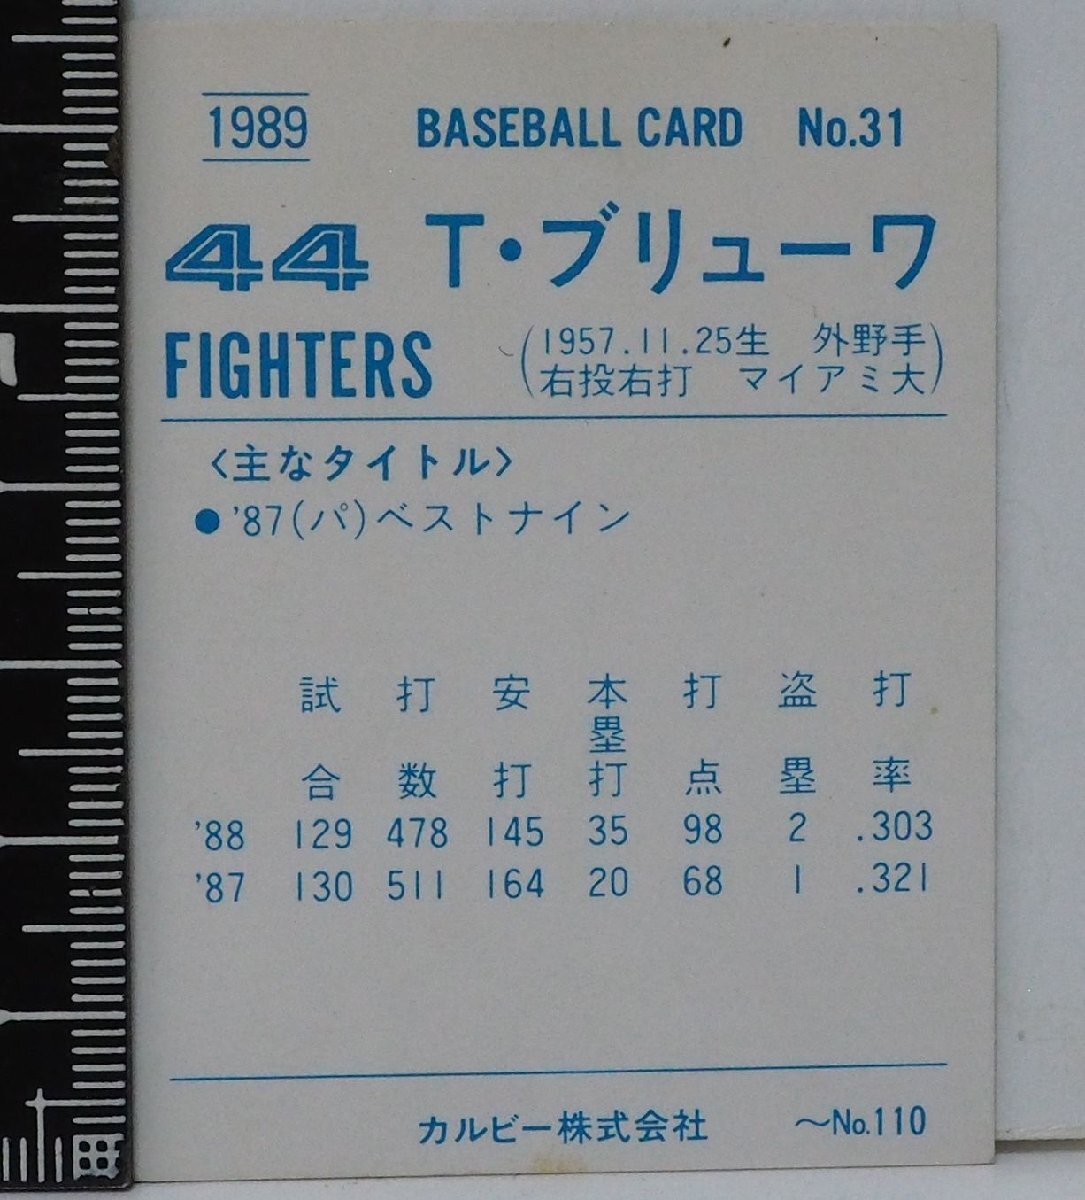 1989 BASEBALL CARD No.31
44 T・ブリューワ
FIGHTERS (1957.11.25生 外野手
右投右打 マイアミ大)
〈主なタイトル〉
●'87(パ)ベストナイン
試合 打数 安打 本塁打 打点 盗塁 打率
'88 129 478 145 35 98 2 .303
'87 130 511 164 20 68 1 .321
カルビー株式会社 〜No.110